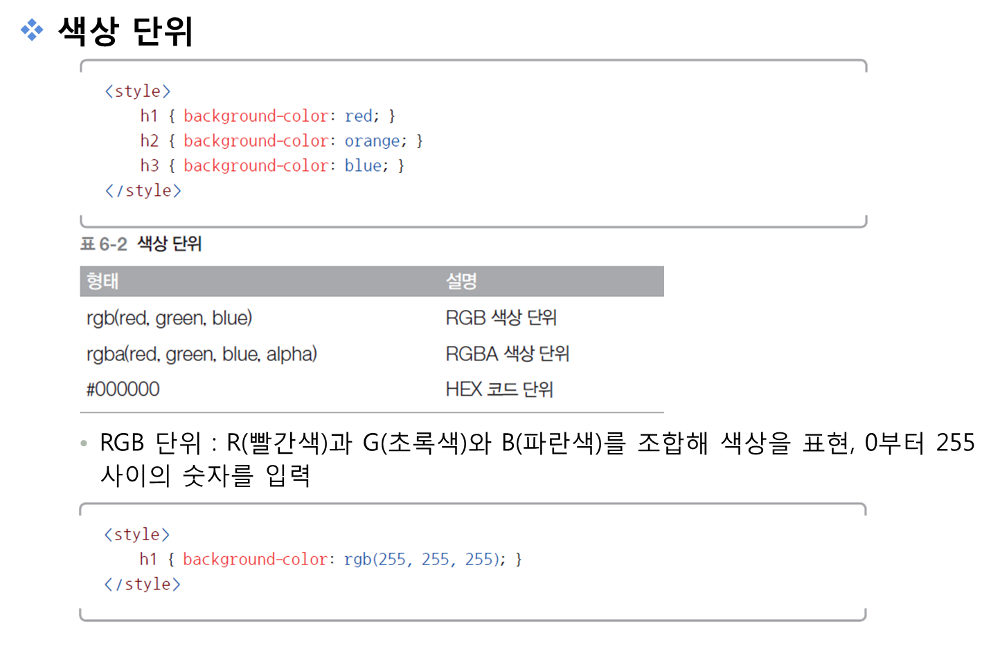 색상 단위
<style>
h1 { background-color: red; }
h2 { background-color: orange; }
h3 { background-color: blue; }
</style>
표 6-2 색상 단위
형태 설명
rgb(red, green, blue) RGB 색상 단위
rgba(red, green, blue, alpha) RGBA 색상 단위
#000000 HEX 코드 단위
• RGB 단위 : R(빨간색)과 G(초록색)와 B(파란색)를 조합해 색상을 표현, 0부터 255
사이의 숫자를 입력
<style>
h1 { background-color: rgb(255, 255, 255); }
</style>